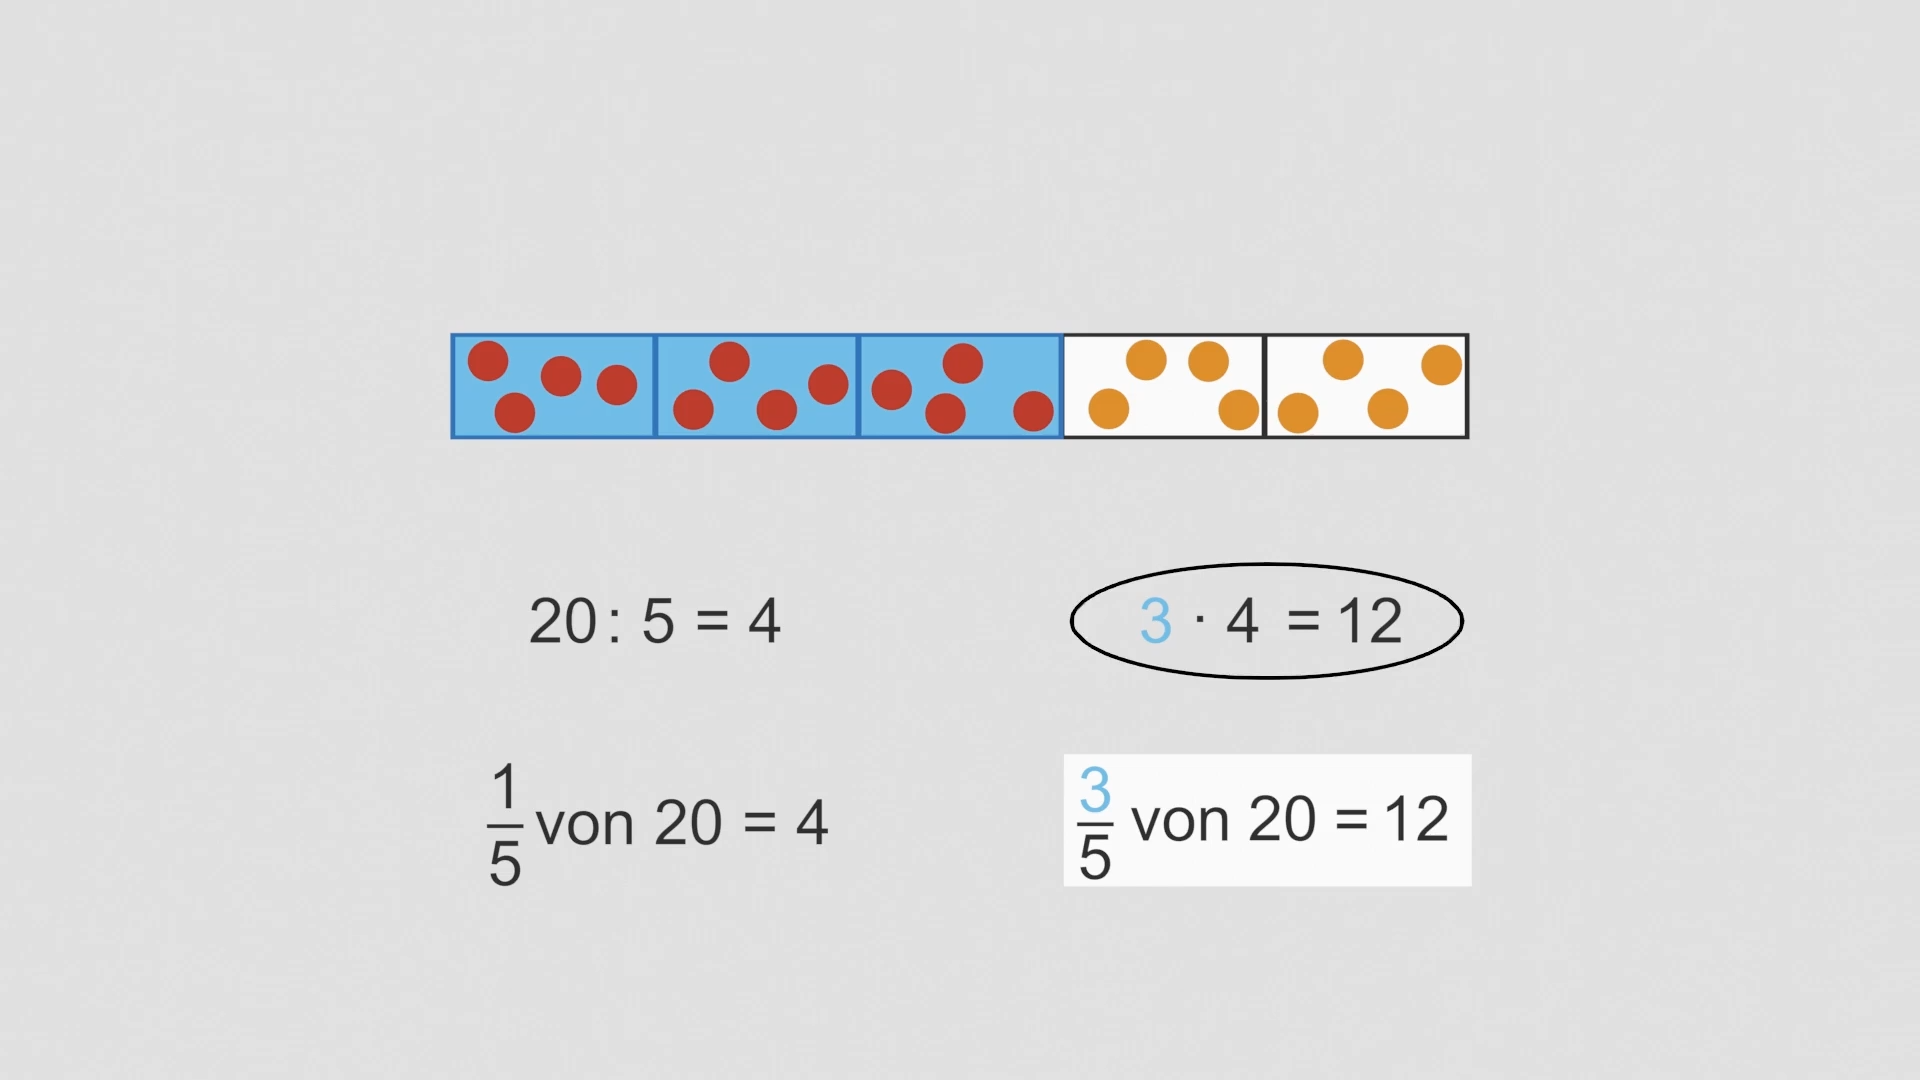 20 : 5 = 4
3 · 4 = 12
1/5 von 20 = 4
3/5 von 20 = 12